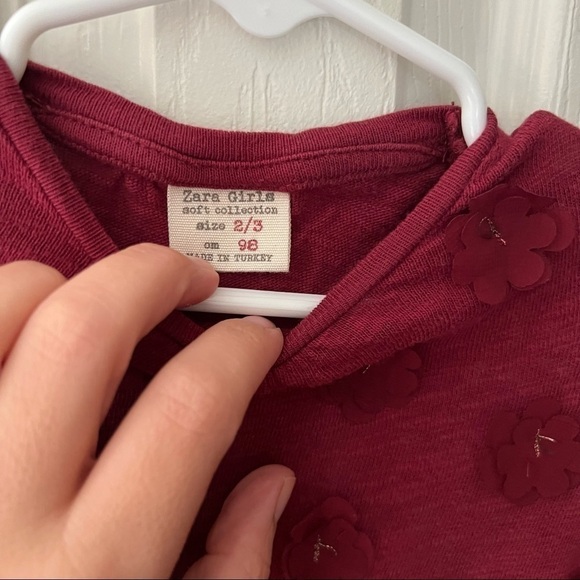 Zara Girls
soft collection
size 2/3
cm 98
MADE IN TURKEY